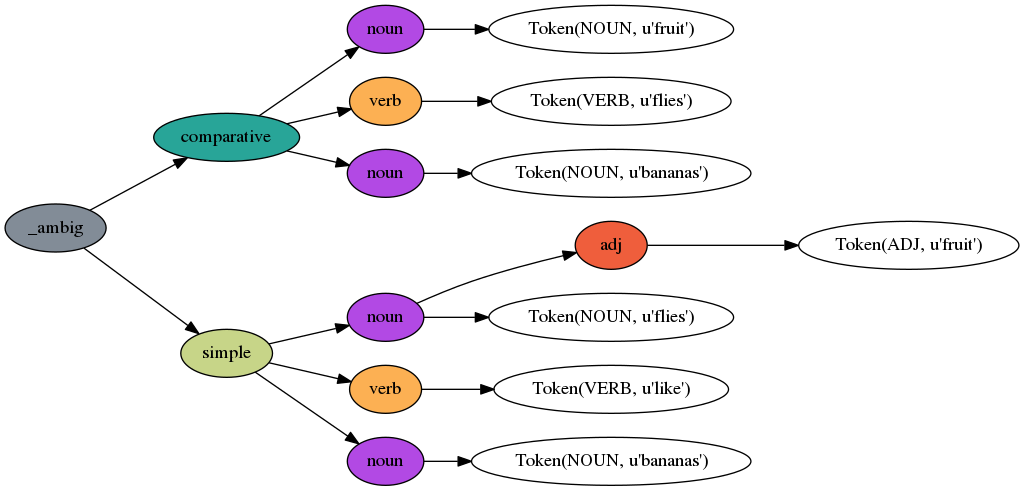 noun
Token(NOUN, u'fruit')
verb
Token(VERB, u'flies')
comparative
noun
Token(NOUN, u'bananas')
_ambig
adj
Token(ADJ, u'fruit')
noun
Token(NOUN, u'flies')
simple
verb
Token(VERB, u'like')
noun
Token(NOUN, u'bananas')